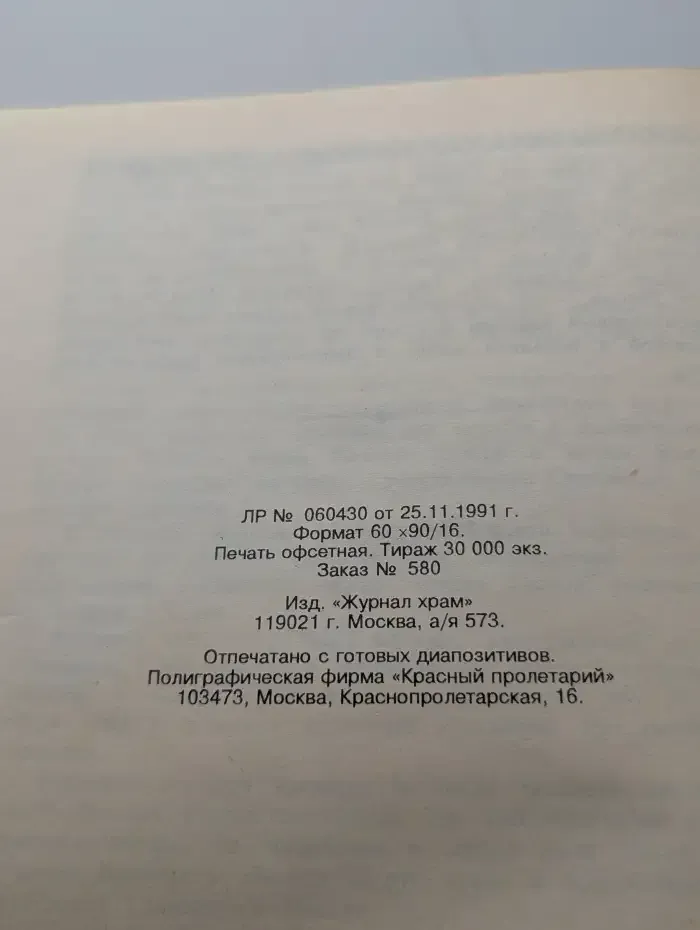 ЛР № 060430 от 25.11.1991 г.
Формат 60 ×90/16.
Печать офсетная. Тираж 30 000 экз.
Заказ № 580
Изд. «Журнал храм»
119021 г. Москва, а/я 573.
Отпечатано с готовых диапозитивов.
Полиграфическая фирма «Красный пролетарий»
103473, Москва, Краснопролетарская, 16.